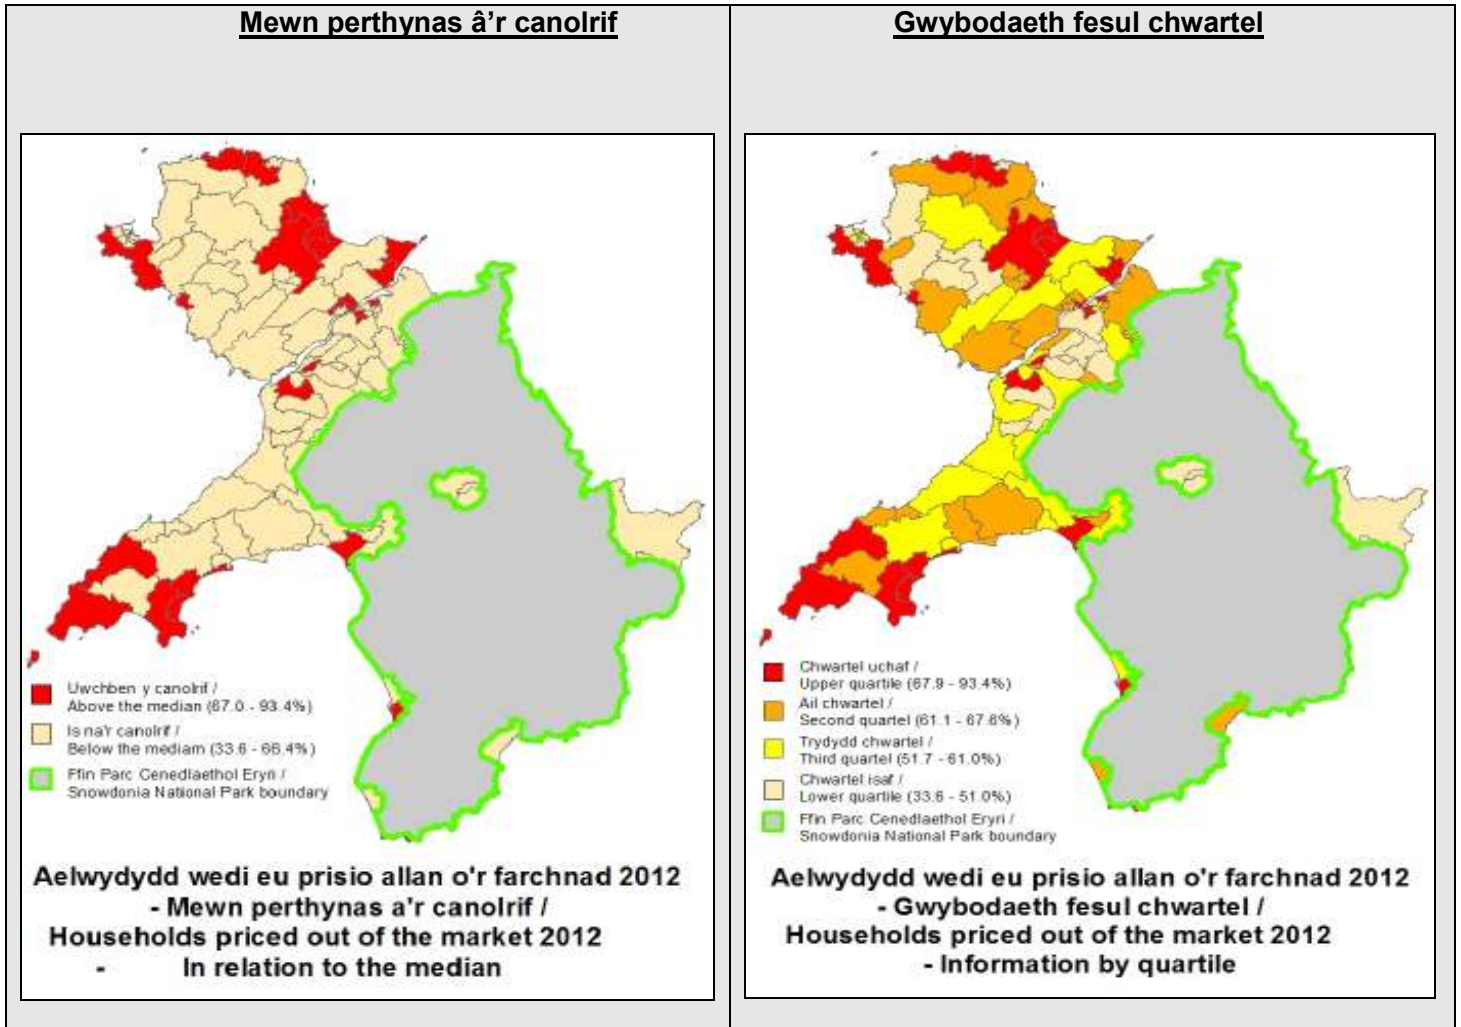 Mewn perthynas â'r canolrif
Uwchben y canolrif /
Above the median (67.0 - 93.4%)
Is na'r canolrif /
Below the mediam (33.6 - 66.4%)
Ffin Parc Cenedlaethol Eryri /
Snowdonia National Park boundary
Aelwydydd wedi eu prisio allan o'r farchnad 2012
- Mewn perthynas a'r canolrif /
Households priced out of the market 2012
- In relation to the median
Gwybodaeth fesul chwartel
Chwartel uchaf /
Upper quartile (67.9 - 93.4%)
Ail chwartel /
Second quartel (61.1 - 67.6%)
Trydydd chwartel /
Third quartel (51.7 - 61.0%)
Chwartel isaf /
Lower quartile (33.6 - 51.0%)
Ffin Parc Cenedlaethol Eryri /
Snowdonia National Park boundary
Aelwydydd wedi eu prisio allan o'r farchnad 2012
- Gwybodaeth fesul chwartel /
Households priced out of the market 2012
- Information by quartile